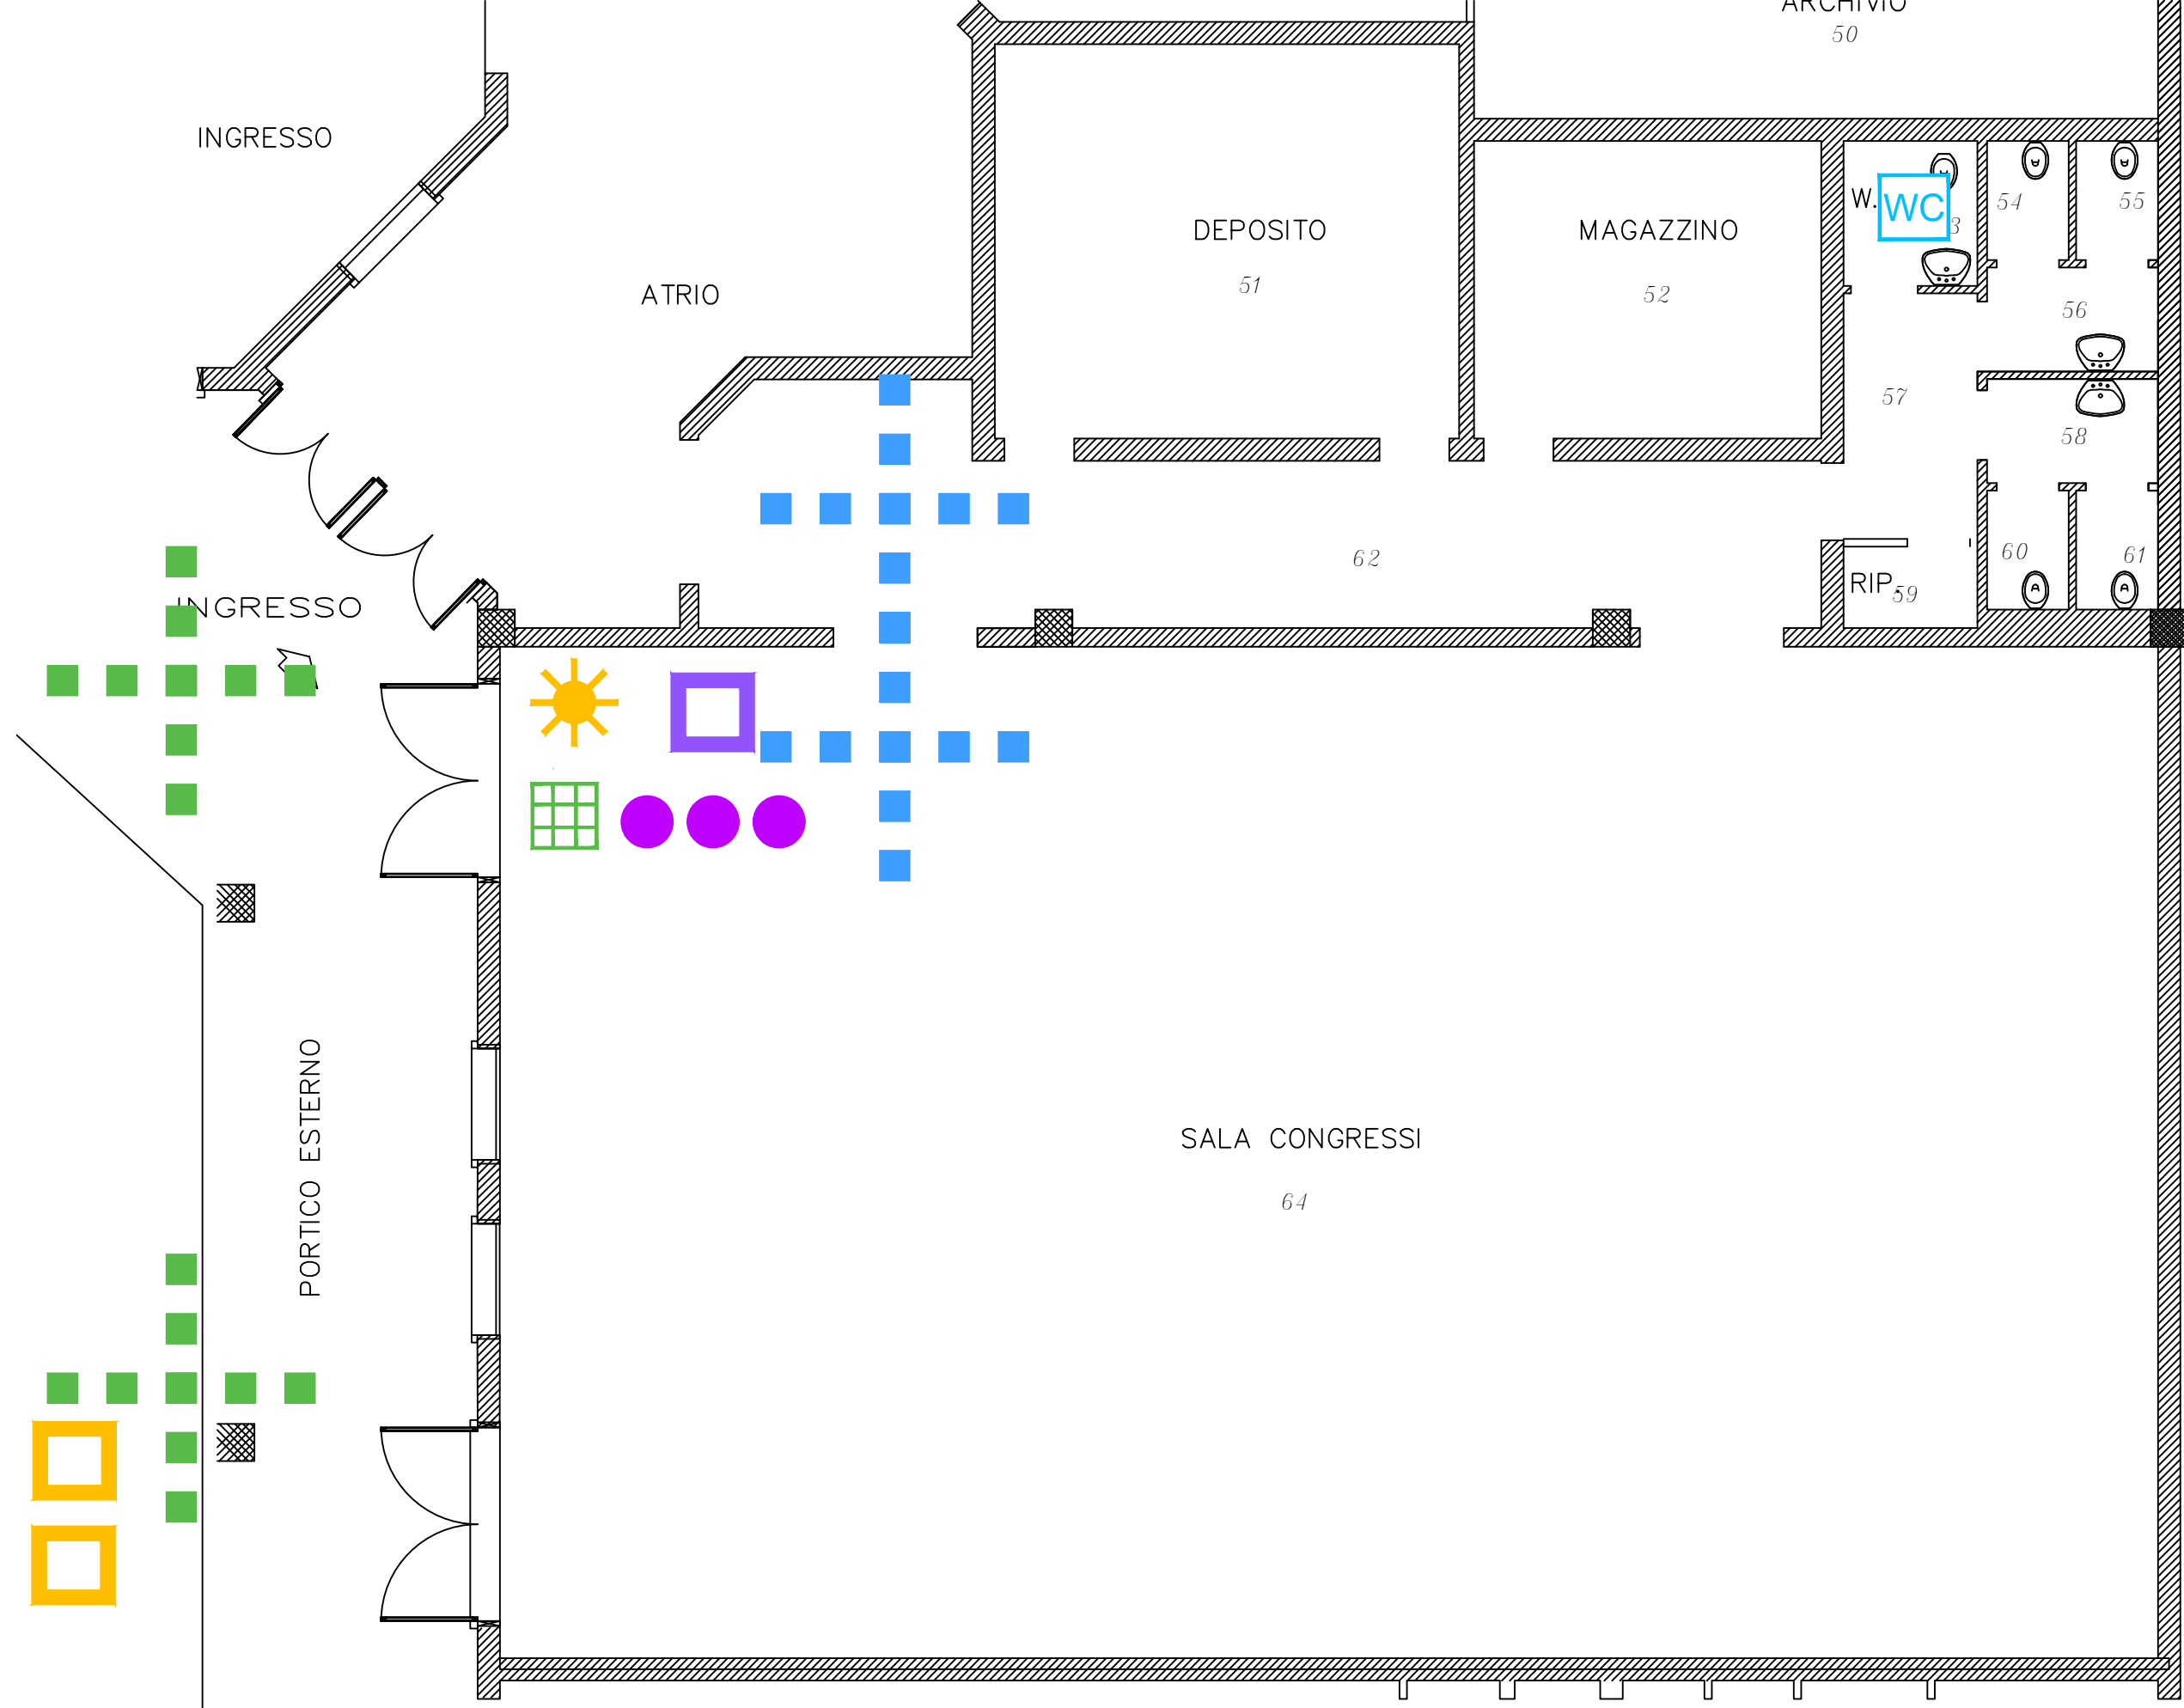 ARCHIVIO
50
INGRESSO
DEPOSITO
51
MAGAZZINO
52
W.
WC
3
54
55
ATRIO
56
57
58
62
60
61
INGRESSO
RIP.
59
PORTICO ESTERNO
SALA CONGRESSI
64